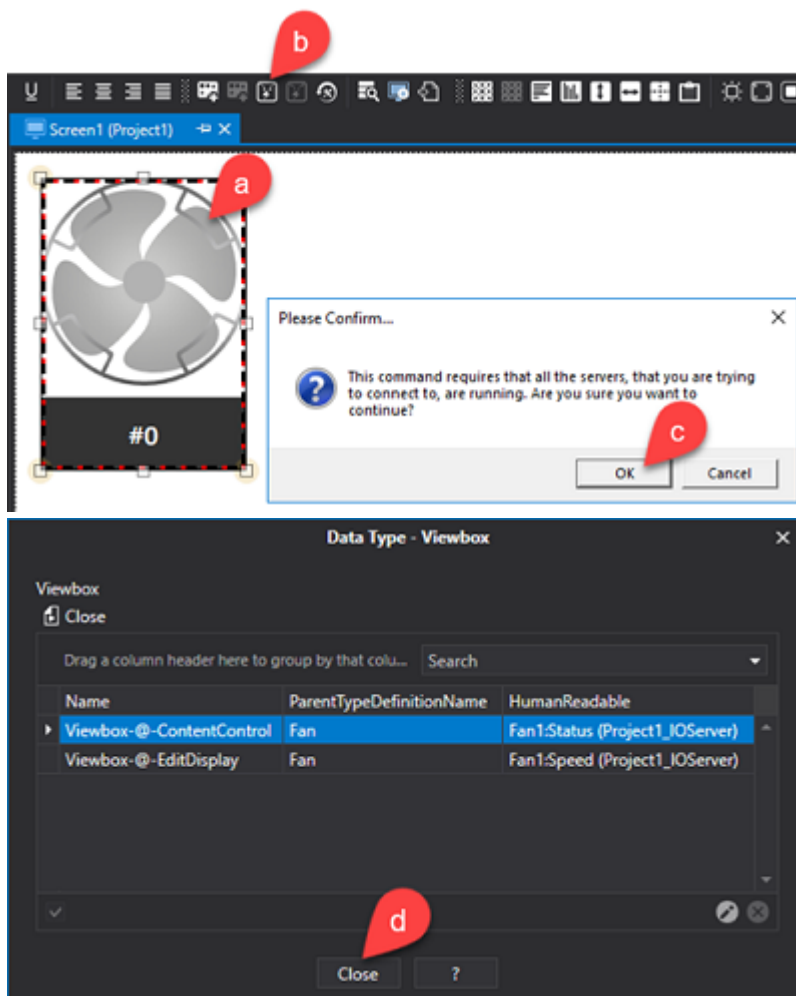 b
U
Screen1 (Project1)
a
#0
Please Confirm...
This command requires that all the servers, that you are trying
to connect to, are running. Are you sure you want to
continue?
c
OK
Cancel
Data Type - Viewbox
Viewbox
Close
Drag a column header here to group by that colu...
Search
Name
ParentTypeDefinitionName
HumanReadable
Viewbox-@-ContentControl
Fan
Fan1:Status (Project1_IOServer)
Viewbox-@-EditDisplay
Fan
Fan1:Speed (Project1_IOServer)
d
Close
?